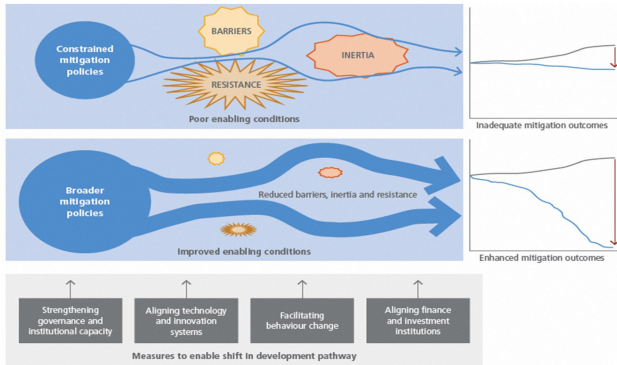 Constrained
mitigation
policies
BARRIERS
INERTIA
RESISTANCE
Poor enabling conditions
Inadequate mitigation outcomes
Broader
mitigation
policies
Reduced barriers, inertia and resistance
Improved enabling conditions
Enhanced mitigation outcomes
Strengthening
governance and
institutional capacity
Aligning technology
and innovation
systems
Facilitating
behaviour change
Aligning finance
and investment
institutions
Measures to enable shift in development pathway